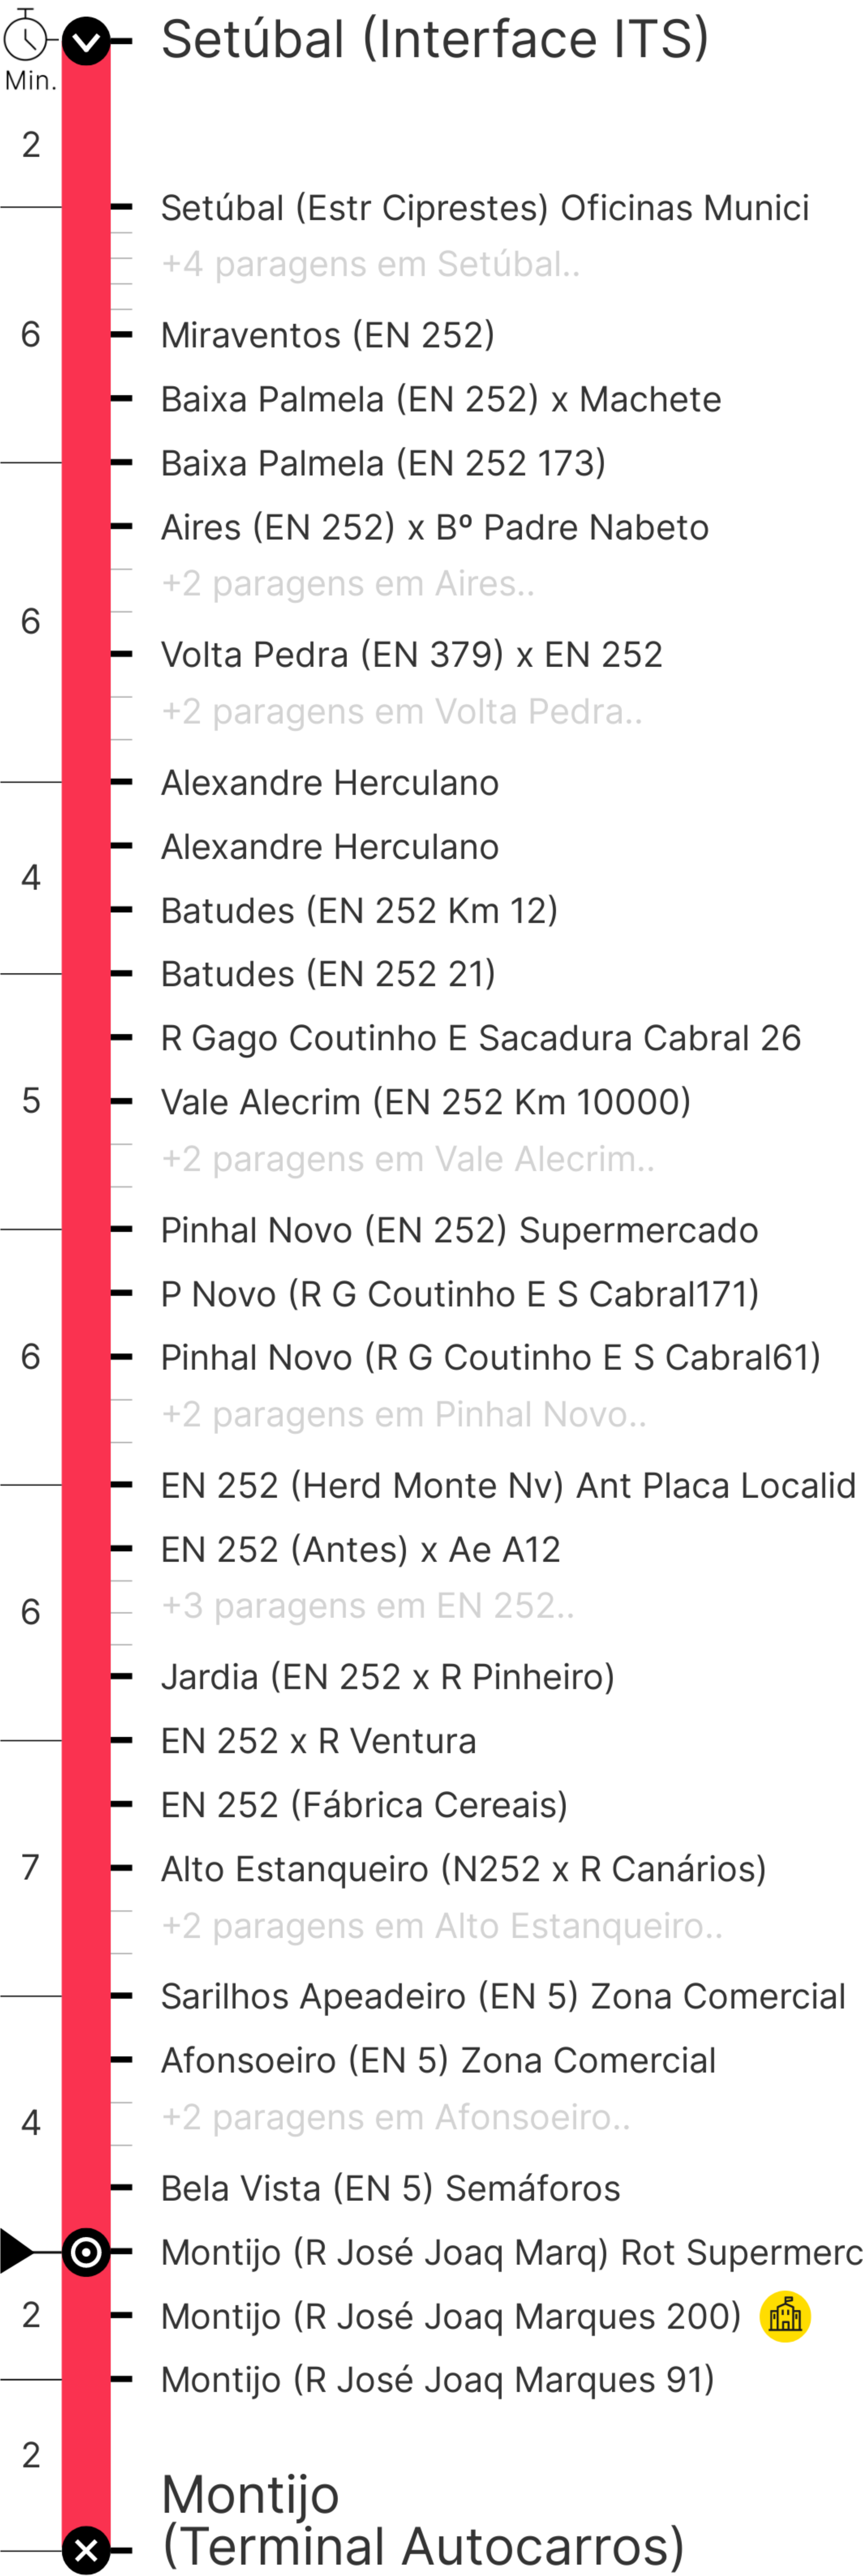 Setúbal (Interface ITS)
Min.
2
Setúbal (Estr Ciprestes) Oficinas Munici
+4 paragens em Setúbal..
6
Miraventos (EN 252)
Baixa Palmela (EN 252) x Machete
Baixa Palmela (EN 252 173)
Aires (EN 252) x Bº Padre Nabeto
+2 paragens em Aires..
6
Volta Pedra (EN 379) x EN 252
+2 paragens em Volta Pedra..
Alexandre Herculano
Alexandre Herculano
4
Batudes (EN 252 Km 12)
Batudes (EN 252 21)
R Gago Coutinho E Sacadura Cabral 26
5
Vale Alecrim (EN 252 Km 10000)
+2 paragens em Vale Alecrim..
Pinhal Novo (EN 252) Supermercado
P Novo (R G Coutinho E S Cabral171)
6
Pinhal Novo (R G Coutinho E S Cabral61)
+2 paragens em Pinhal Novo..
EN 252 (Herd Monte Nv) Ant Placa Localid
EN 252 (Antes) x Ae A12
6
+3 paragens em EN 252..
Jardia (EN 252 x R Pinheiro)
EN 252 x R Ventura
EN 252 (Fábrica Cereais)
7
Alto Estanqueiro (N252 x R Canários)
+2 paragens em Alto Estanqueiro..
Sarilhos Apeadeiro (EN 5) Zona Comercial
Afonsoeiro (EN 5) Zona Comercial
4
+2 paragens em Afonsoeiro..
Bela Vista (EN 5) Semáforos
Montijo (R José Joaq Marq) Rot Supermerc
2
Montijo (R José Joaq Marques 200)
Montijo (R José Joaq Marques 91)
2
Montijo
(Terminal Autocarros)